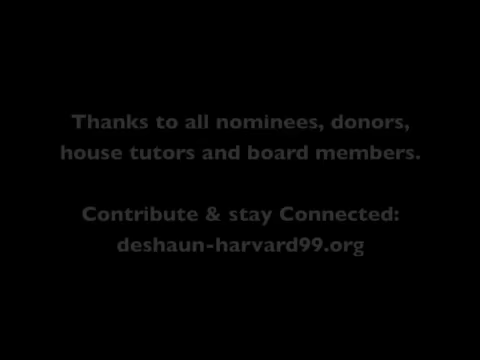 Thanks to all nominees, donors,
house tutors and board members.
Contribute & stay Connected:
deshaun-harvard99.org